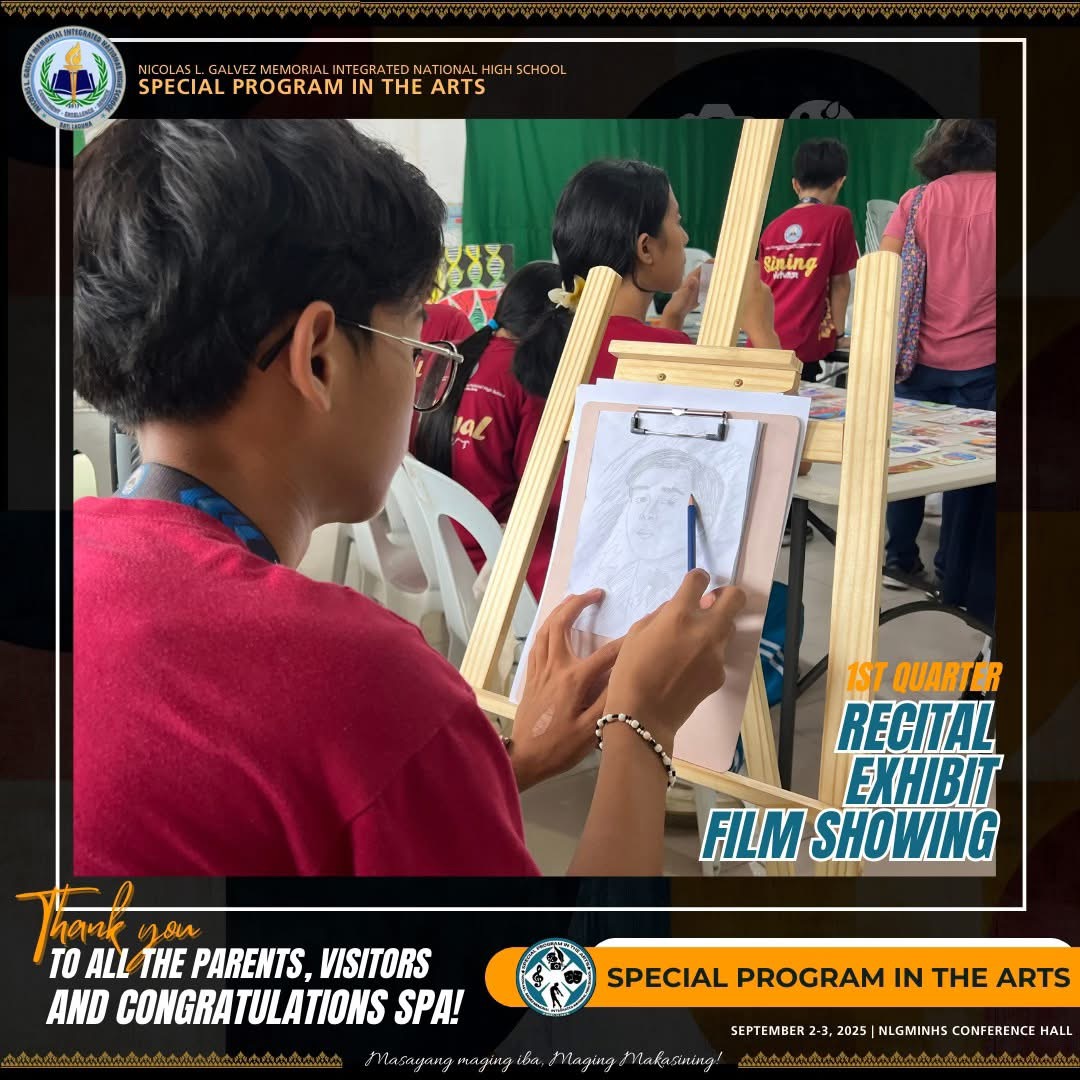 NICOLAS L. GALVEZ MEMORIAL INTEGRATED NATIONAL HIGH SCHOOL
SPECIAL PROGRAM IN THE ARTS
Sining
1ST QUARTER
RECITAL
EXHIBIT
FILM SHOWING
Thank you
TO ALL THE PARENTS, VISITORS
AND CONGRATULATIONS SPA!
SPECIAL PROGRAM IN THE ARTS
SEPTEMBER 2-3, 2025 | NLGMINHS CONFERENCE HALL
Masayang maging iba, Maging Makasining!